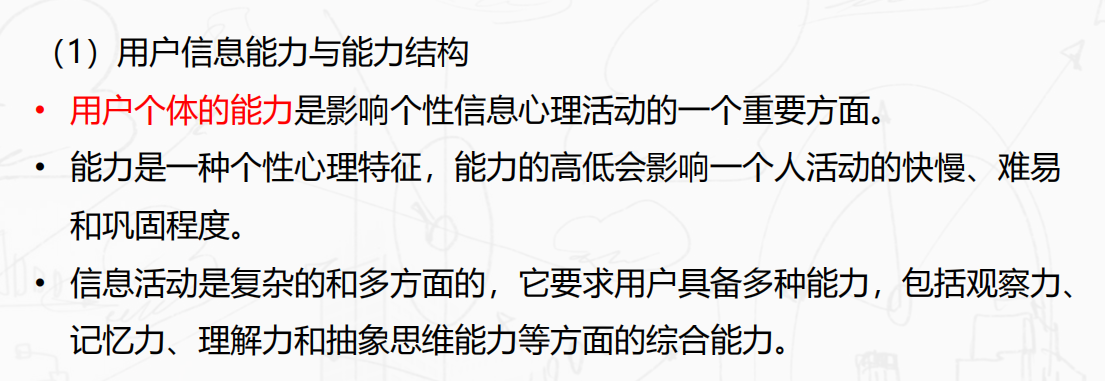 （1）用户信息能力与能力结构
• 用户个体的能力是影响个性信息心理活动的一个重要方面。
• 能力是一种个性心理特征，能力的高低会影响一个人活动的快慢、难易
和巩固程度。
• 信息活动是复杂的和多方面的，它要求用户具备多种能力，包括观察力、
记忆力、理解力和抽象思维能力等方面的综合能力。